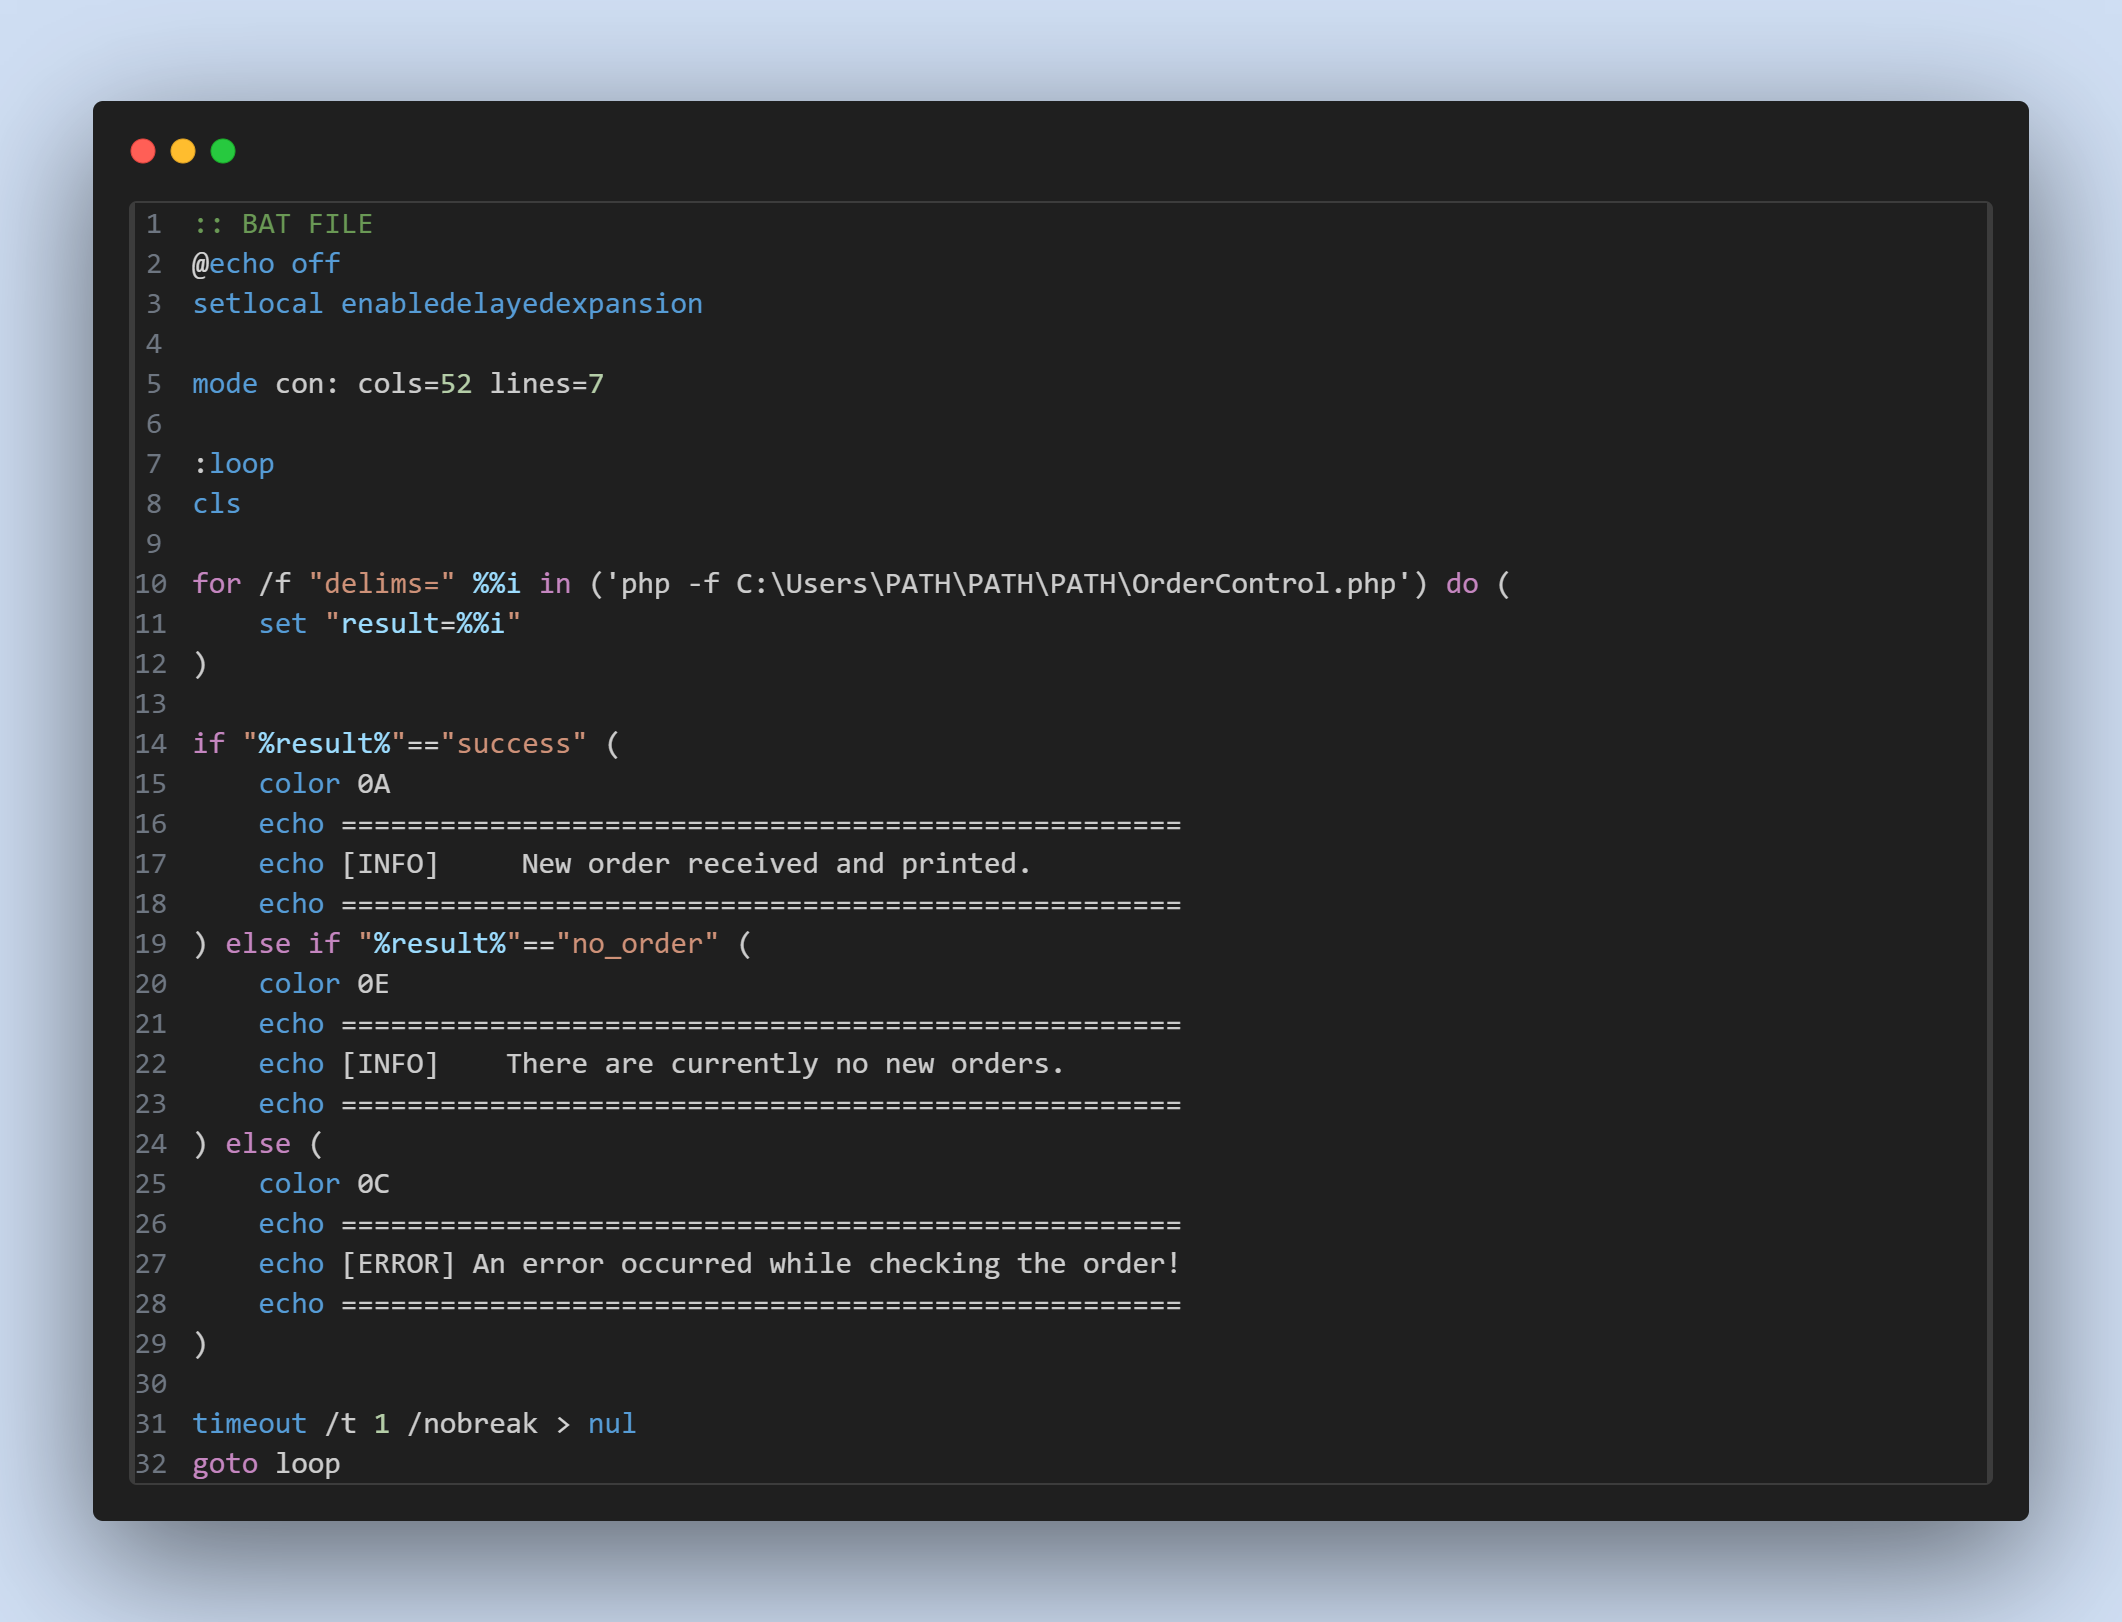 1 :: BAT FILE
2 @echo off
3 setlocal enabledelayedexpansion
4
5 mode con: cols=52 lines=7
6
7 :loop
8 cls
9
10 for /f "delims=" %%i in ('php -f C:\Users\PATH\PATH\PATH\OrderControl.php') do (
11     set "result=%%i"
12 )
13
14 if "%result%"=="success" (
15     color 0A
16     echo ===================================================
17     echo [INFO]     New order received and printed.
18     echo ===================================================
19 ) else if "%result%"=="no_order" (
20     color 0E
21     echo ===================================================
22     echo [INFO]    There are currently no new orders.
23     echo ===================================================
24 ) else (
25     color 0C
26     echo ===================================================
27     echo [ERROR] An error occurred while checking the order!
28     echo ===================================================
29 )
30
31 timeout /t 1 /nobreak > nul
32 goto loop